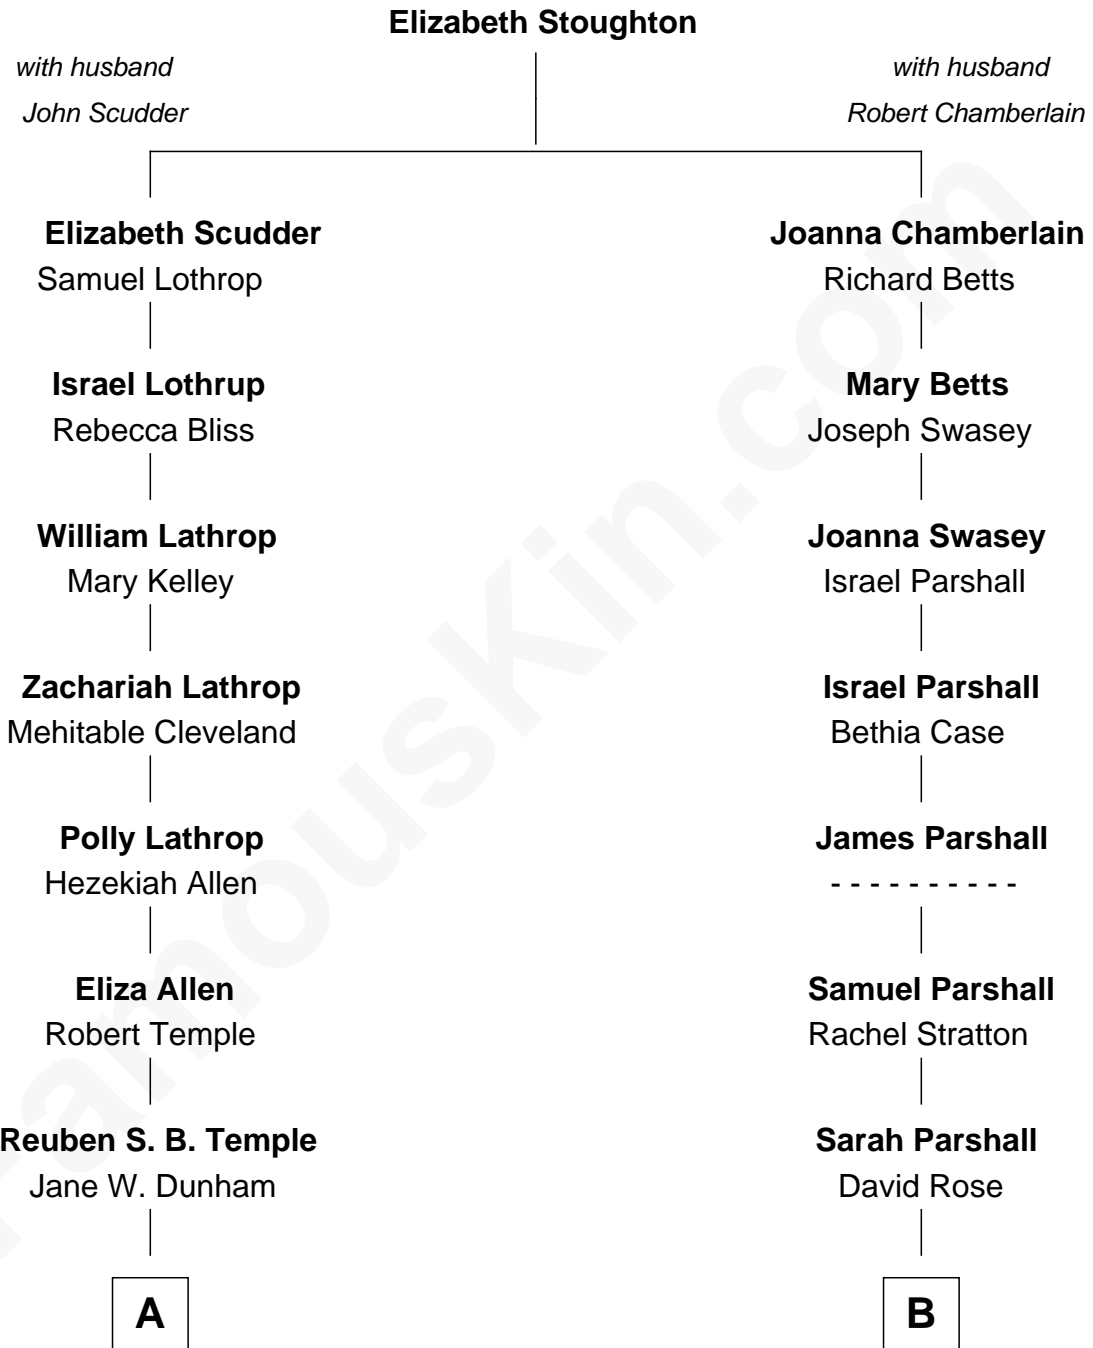 Elizabeth Stoughton
with husband
John Scudder
with husband
Robert Chamberlain
Elizabeth Scudder
Samuel Lothrop
Joanna Chamberlain
Richard Betts
Israel Lothrup
Rebecca Bliss
Mary Betts
Joseph Swasey
William Lathrop
Mary Kelley
Joanna Swasey
Israel Parshall
Zachariah Lathrop
Mehitable Cleveland
Israel Parshall
Bethia Case
Polly Lathrop
Hezekiah Allen
James Parshall
- - - - - - - - - -
Eliza Allen
Robert Temple
Samuel Parshall
Rachel Stratton
Reuben S. B. Temple
Jane W. Dunham
Sarah Parshall
David Rose
A
B
FamousKin.com